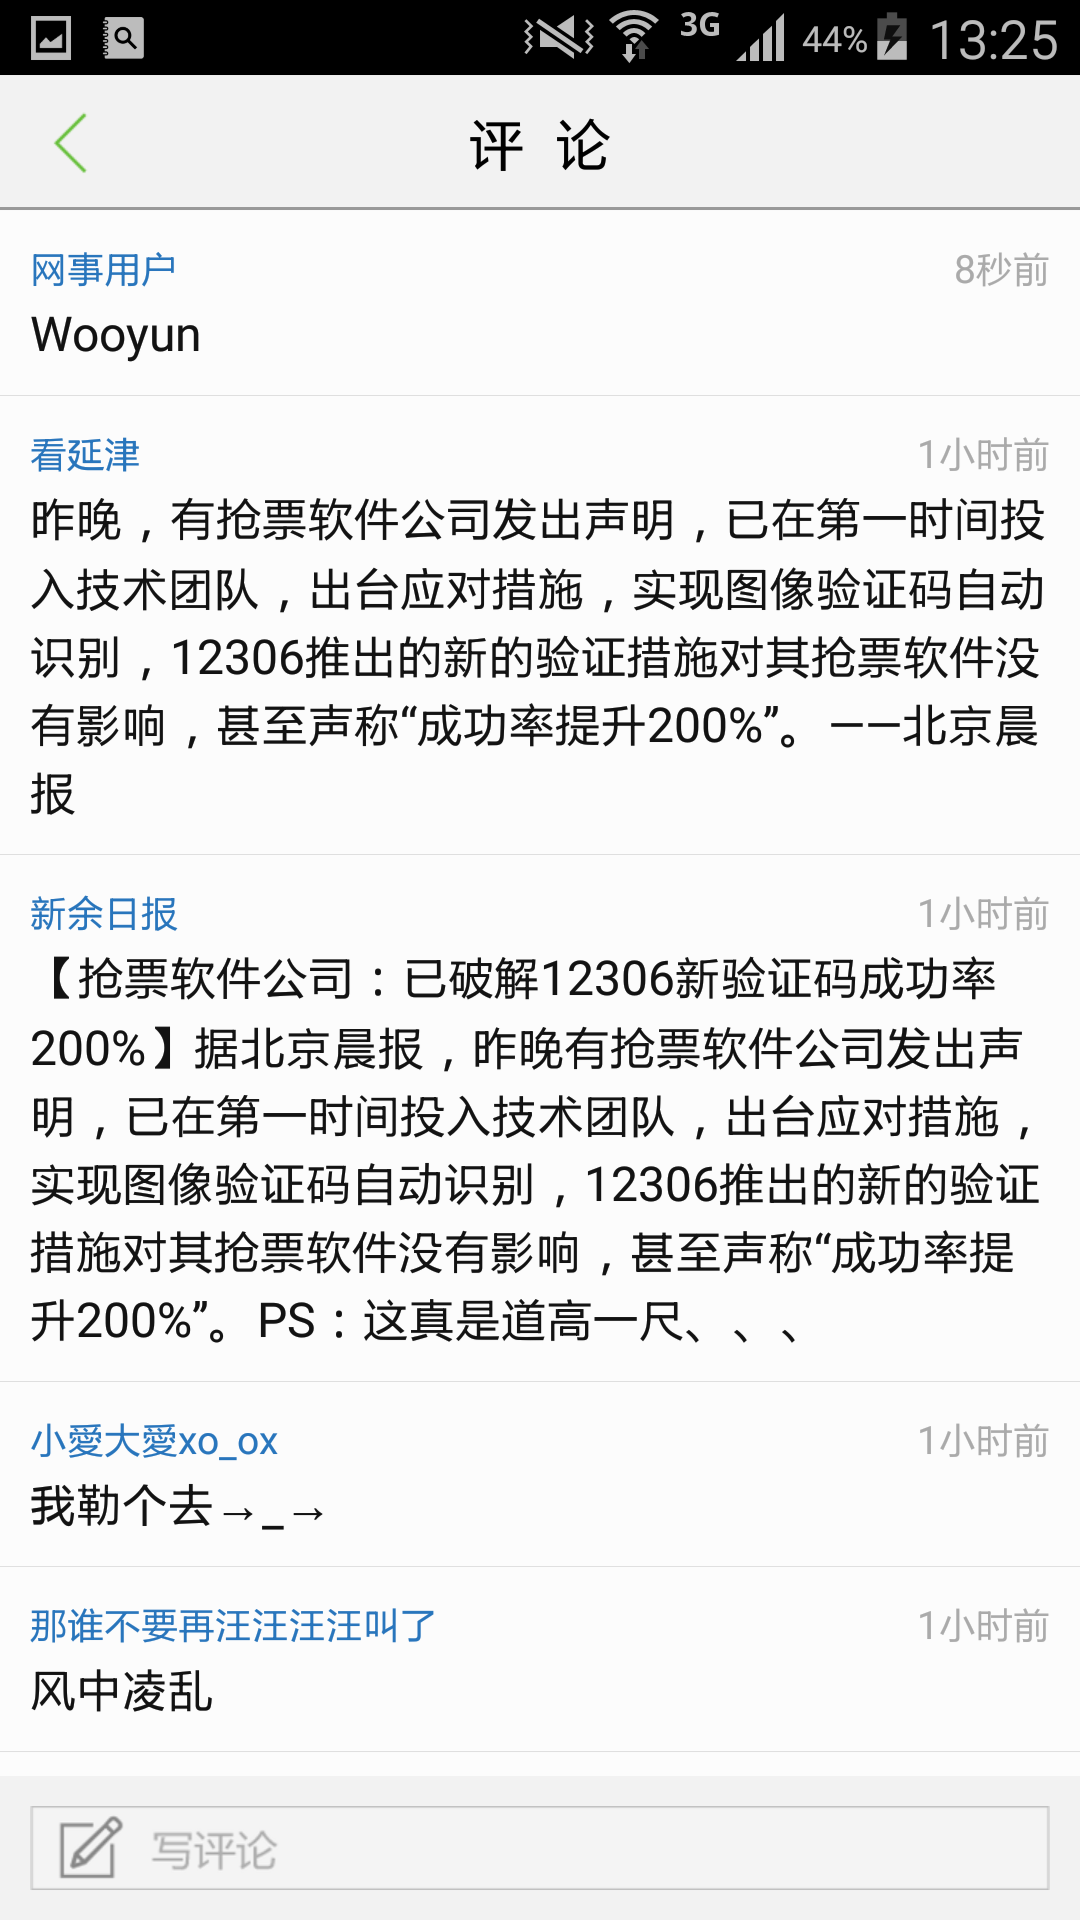 3G 44% 13:25
评 论
网事用户 8秒前
Wooyun
看延津 1小时前
昨晚，有抢票软件公司发出声明，已在第一时间投
入技术团队，出台应对措施，实现图像验证码自动
识别，12306推出的新的验证措施对其抢票软件没
有影响，甚至声称“成功率提升200%”。 ——北京晨
报
新余日报 1小时前
【抢票软件公司：已破解12306新验证码成功率
200%】据北京晨报，昨晚有抢票软件公司发出声
明，已在第一时间投入技术团队，出台应对措施，
实现图像验证码自动识别，12306推出的新的验证
措施对其抢票软件没有影响，甚至声称“成功率提
升200%”。PS：这真是道高一尺、、、
小愛大愛xo_ox 1小时前
我勒个去→_→
那谁不要再汪汪汪汪叫了 1小时前
风中凌乱
写评论